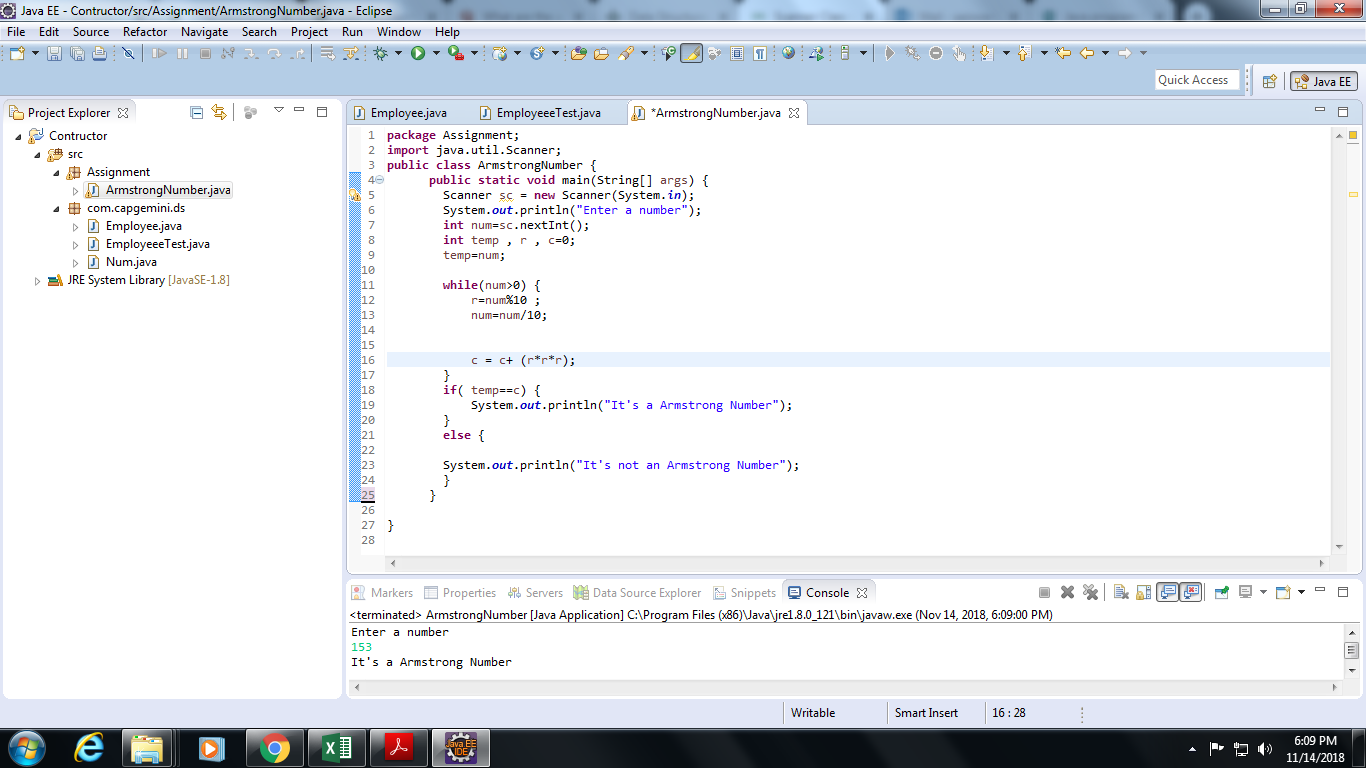 Java EE - Contructor/src/Assignment/ArmstrongNumber.java - Eclipse
File Edit Source Refactor Navigate Search Project Run Window Help
Quick Access Java EE
Project Explorer
Contructor
src
Assignment
ArmstrongNumber.java
com.capgemini.ds
Employee.java
EmployeeeTest.java
Num.java
JRE System Library [JavaSE-1.8]
Employee.java EmployeeeTest.java *ArmstrongNumber.java
1 package Assignment;
2 import java.util.Scanner;
3 public class ArmstrongNumber {
4 public static void main(String[] args) {
5 Scanner sc = new Scanner(System.in);
6 System.out.println("Enter a number");
7 int num=sc.nextInt();
8 int temp , r , c=0;
9 temp=num;
10
11 while(num>0) {
12 r=num%10 ;
13 num=num/10;
14
15
16 c = c+ (r*r*r);
17 }
18 if( temp==c) {
19 System.out.println("It's a Armstrong Number");
20 }
21 else {
22
23 System.out.println("It's not an Armstrong Number");
24 }
25 }
26
27 }
28
Markers Properties Servers Data Source Explorer Snippets Console
<terminated> ArmstrongNumber [Java Application] C:\Program Files (x86)\Java\jre1.8.0_121\bin\javaw.exe (Nov 14, 2018, 6:09:00 PM)
Enter a number
153
It's a Armstrong Number
Writable Smart Insert 16 : 28
Java EE
IDE
6:09 PM
11/14/2018